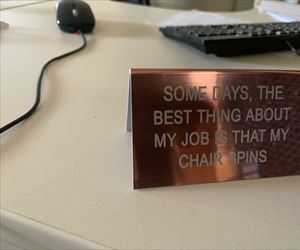 SOME DAYS, THE
BEST THING ABOUT
MY JOB IS THAT MY
CHAIR SPINS